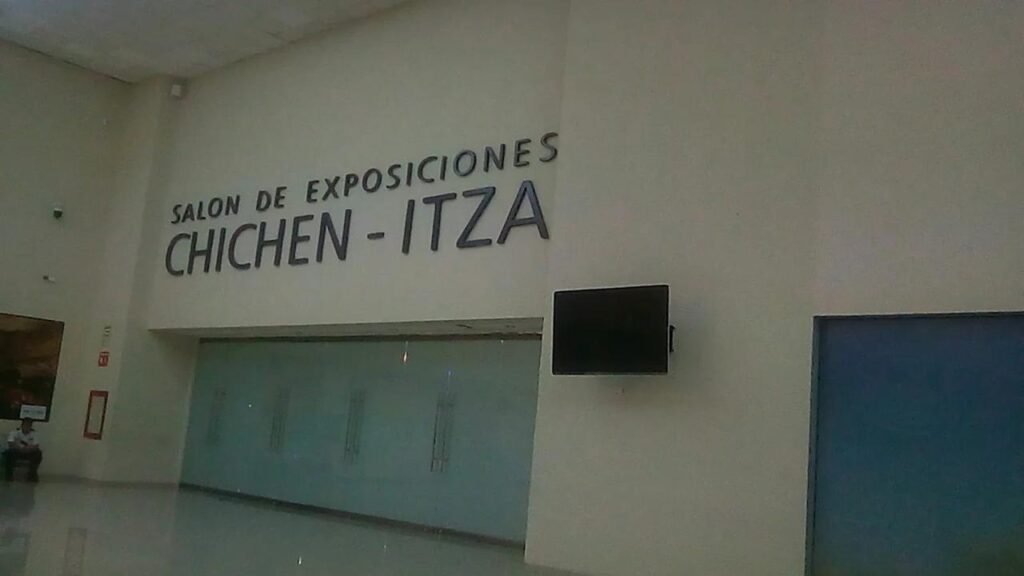 SALON DE EXPOSICIONES
CHICHEN - ITZA